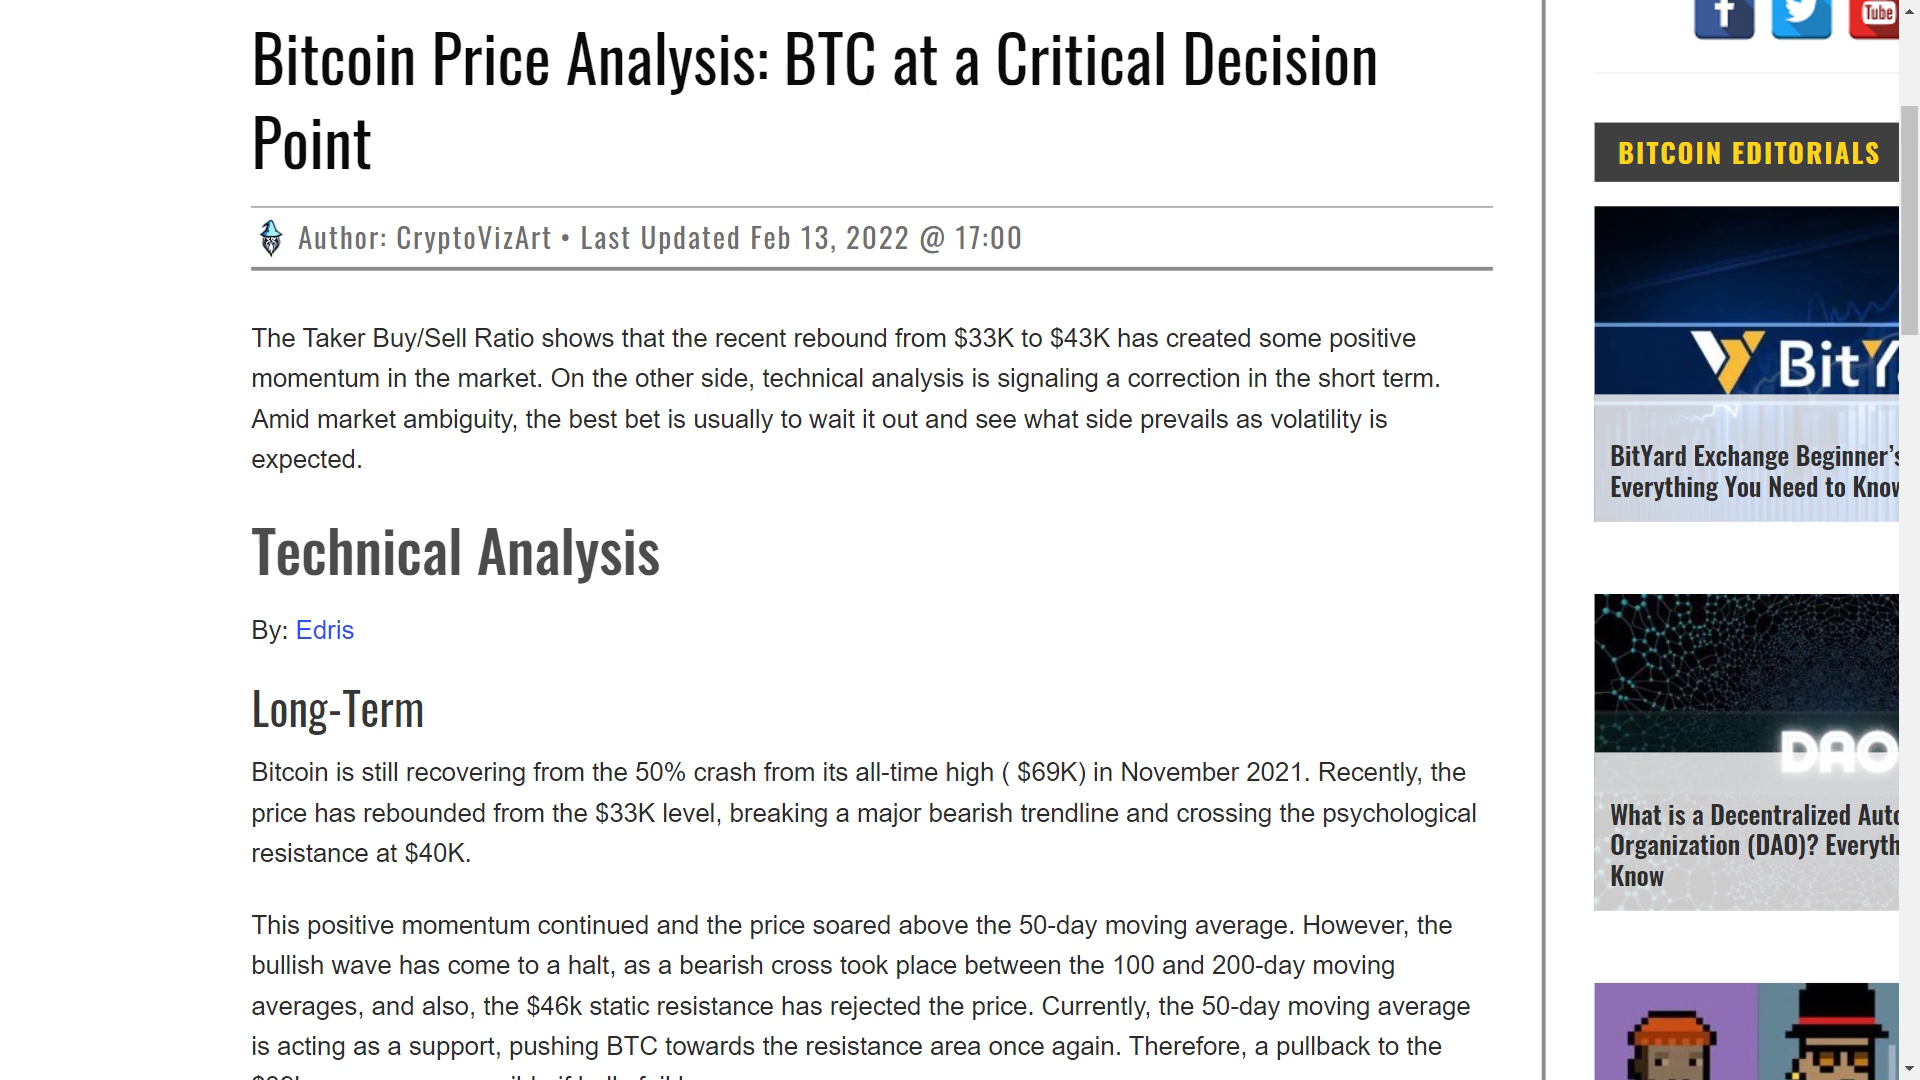 Bitcoin Price Analysis: BTC at a Critical Decision
Point
Author: CryptoVizArt • Last Updated Feb 13, 2022 @ 17:00
The Taker Buy/Sell Ratio shows that the recent rebound from $33K to $43K has created some positive
momentum in the market. On the other side, technical analysis is signaling a correction in the short term.
Amid market ambiguity, the best bet is usually to wait it out and see what side prevails as volatility is
expected.
Technical Analysis
By: Edris
Long-Term
Bitcoin is still recovering from the 50% crash from its all-time high ( $69K) in November 2021. Recently, the
price has rebounded from the $33K level, breaking a major bearish trendline and crossing the psychological
resistance at $40K.
This positive momentum continued and the price soared above the 50-day moving average. However, the
bullish wave has come to a halt, as a bearish cross took place between the 100 and 200-day moving
averages, and also, the $46k static resistance has rejected the price. Currently, the 50-day moving average
is acting as a support, pushing BTC towards the resistance area once again. Therefore, a pullback to the
Tube
BITCOIN EDITORIALS
BitY
BitYard Exchange Beginner's
Everything You Need to Know
DAO
What is a Decentralized Auto
Organization (DAO)? Everyth
Know